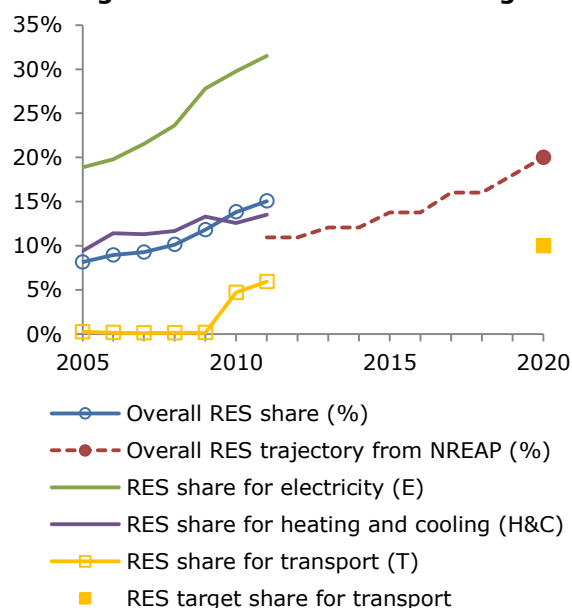 35%
30%
25%
20%
15%
10%
5%
0%
2005 2010 2015 2020
Overall RES share (%)
Overall RES trajectory from NREAP (%)
RES share for electricity (E)
RES share for heating and cooling (H&C)
RES share for transport (T)
RES target share for transport